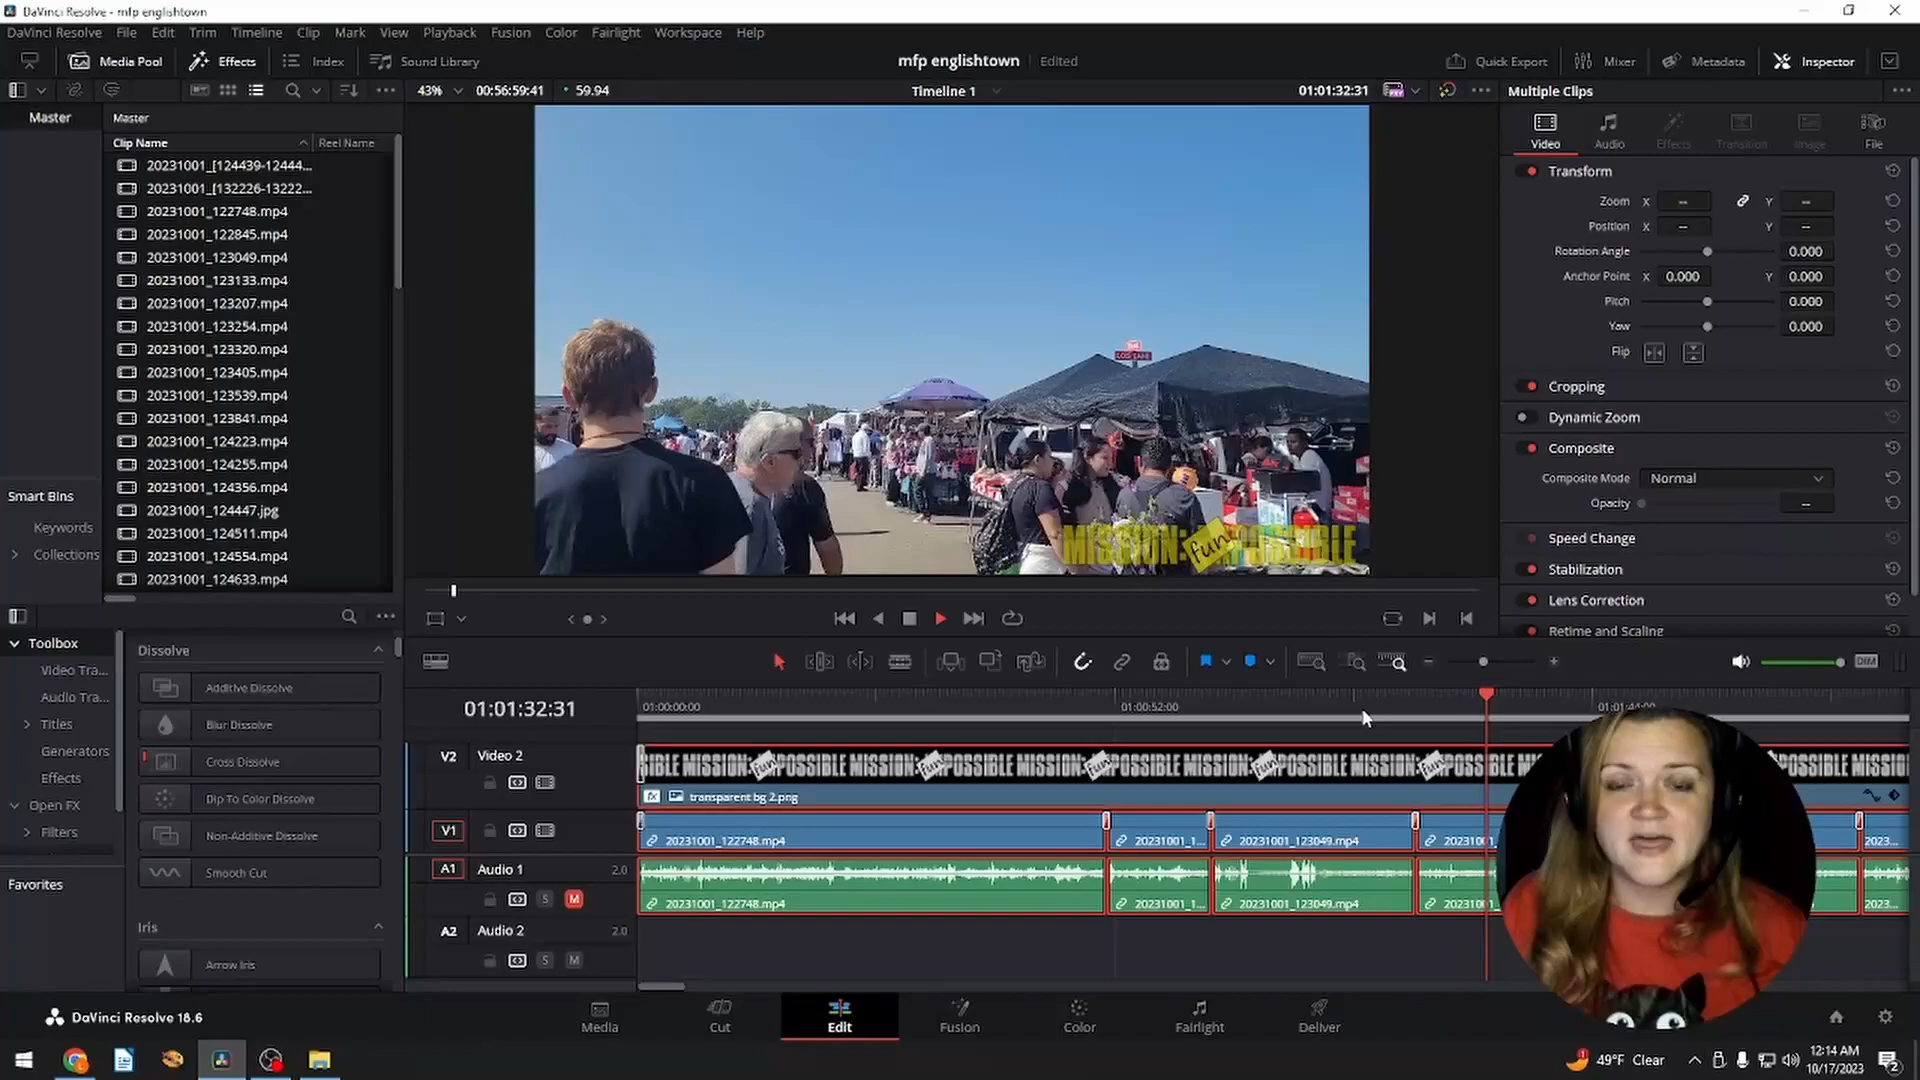 DaVinci Resolve - mfp englishtown
DaVinci Resolve File Edit Trim Timeline Clip Mark View Playback Fusion Color Fairlight Workspace Help
Media Pool Effects Index Sound Library mfp englishtown Edited Quick Export Mixer Metadata Inspector
43% 00:56:59:41 59.94 Timeline 1 01:01:32:31 Multiple Clips
Master Master
Clip Name Reel Name
20231001_[124439-12444...
20231001_[132226-13222...
20231001_122748.mp4
20231001_122845.mp4
20231001_123049.mp4
20231001_123133.mp4
20231001_123207.mp4
20231001_123254.mp4
20231001_123320.mp4
20231001_123405.mp4
20231001_123539.mp4
20231001_123841.mp4
20231001_124223.mp4
20231001_124255.mp4
20231001_124356.mp4
20231001_124447.jpg
20231001_124511.mp4
20231001_124554.mp4
20231001_124633.mp4
Smart Bins
Keywords
Collections
MISSION: fun POSSIBLE
Video Audio Effects Transition Image File
Transform
Zoom X -- Y --
Position X -- Y --
Rotation Angle 0.000
Anchor Point X 0.000 Y 0.000
Pitch 0.000
Yaw 0.000
Flip
Cropping
Dynamic Zoom
Composite
Composite Mode Normal
Opacity --
Speed Change
Stabilization
Lens Correction
Retime and Scaling
Toolbox
Video Tra...
Audio Tra...
Titles
Generators
Effects
Open FX
Filters
Favorites
Dissolve
Additive Dissolve
Blur Dissolve
Cross Dissolve
Dip To Color Dissolve
Non-Additive Dissolve
Smooth Cut
Iris
Arrow Iris
DIM
01:01:32:31 01:00:00:00 01:00:52:00 01:01:44:00
V2 Video 2
IBLE MISSION: fun POSSIBLE MISSION: fun POSSIBLE MISSION: fun POSSIBLE MISSION: fun POSSIBLE MISSION: fun POSSIBLE MIS
POSSIBLE MISSIO
transparent bg 2.png
V1 20231001_122748.mp4 20231001_1... 20231001_123049.mp4 202310 2023...
A1 Audio 1 2.0
S M
20231001_122748.mp4 20231001_1... 20231001_123049.mp4 202310 2023...
A2 Audio 2 2.0
S M
DaVinci Resolve 18.6
Media Cut Edit Fusion Color Fairlight Deliver
49°F Clear 12:14 AM
10/17/2023
2